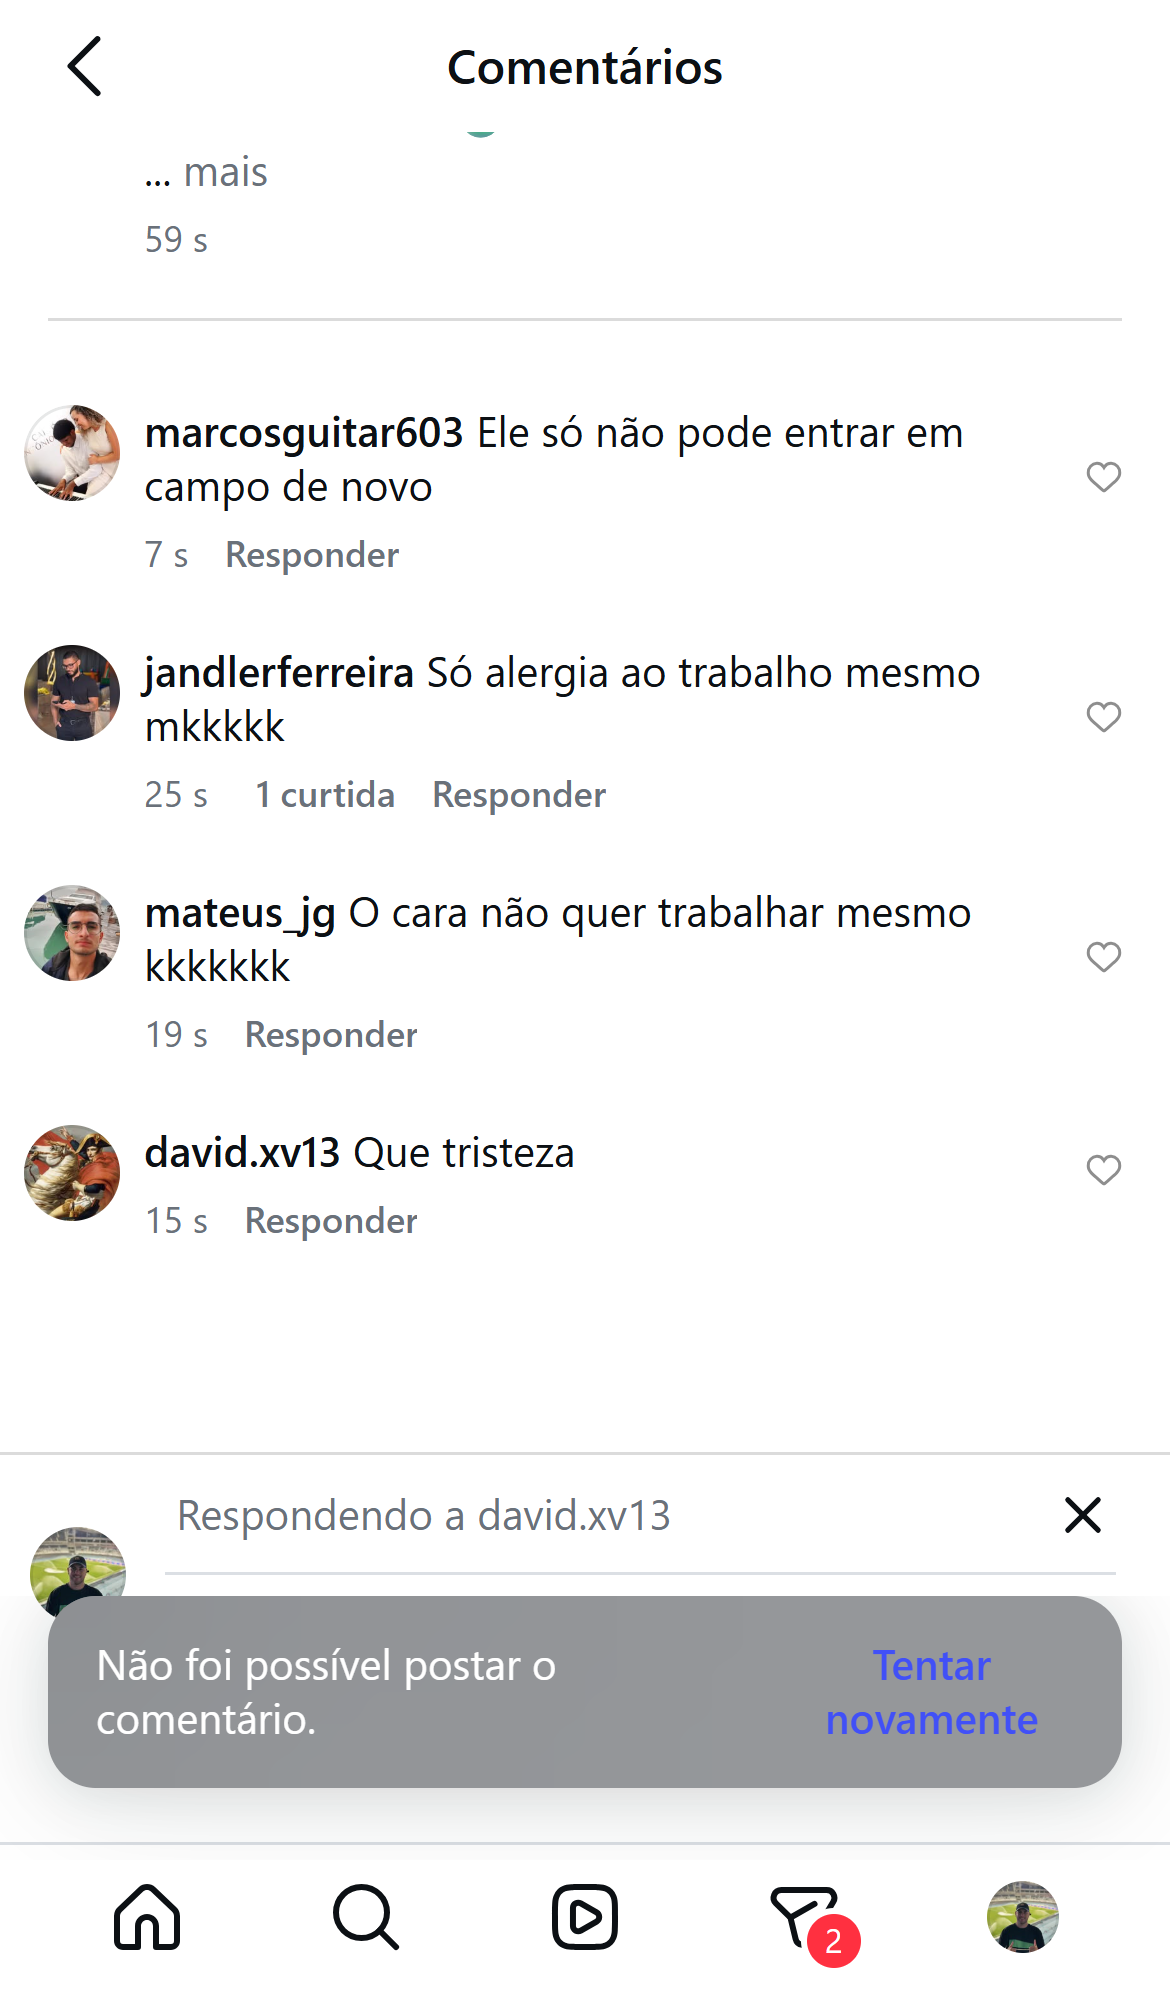 Comentários
... mais
59 s
marcosguitar603 Ele só não pode entrar em
campo de novo
7 s Responder
jandlerferreira Só alergia ao trabalho mesmo
mkkkkk
25 s 1 curtida Responder
mateus_jg O cara não quer trabalhar mesmo
kkkkkkk
19 s Responder
david.xv13 Que tristeza
15 s Responder
Respondendo a david.xv13
Não foi possível postar o
comentário.
Tentar
novamente
2